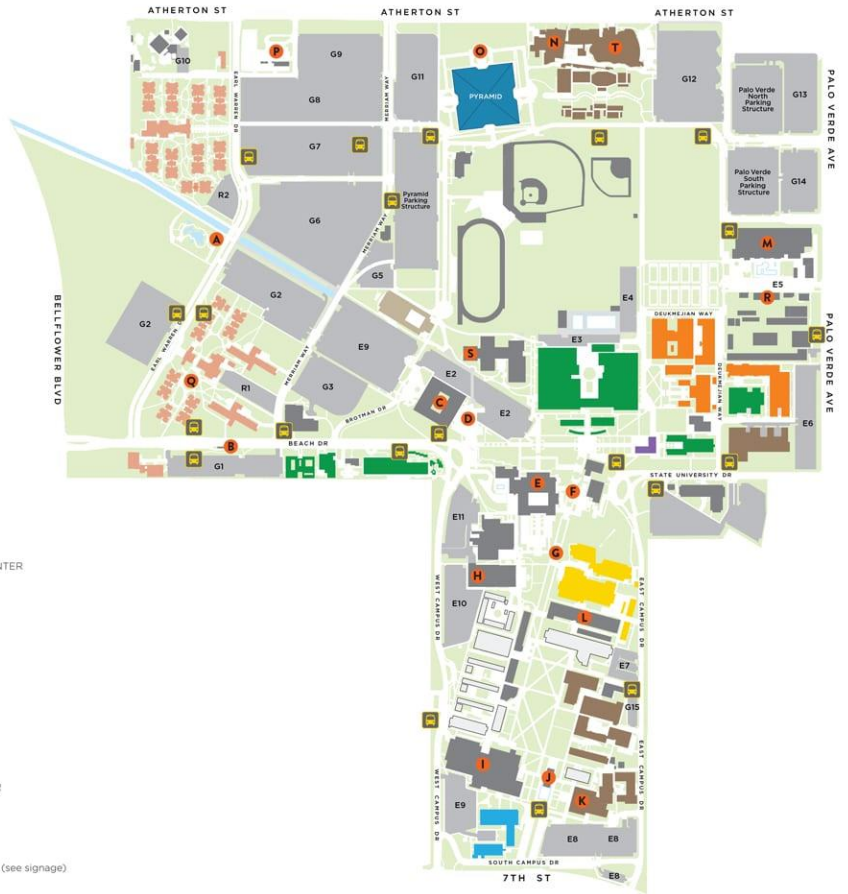 ATHERTON ST
ATHERTON ST
ATHERTON ST
G10
P
G9
G11
O
N
T
G12
Palo Verde
North
Parking
Structure
G13
PALO VERDE AVE
EARL WARREN DR
MERRIAM WAY
G8
PYRAMID
G7
Palo Verde
South
Parking
Structure
G14
R2
Pyramid
Parking
Structure
G6
MERRIAM WAY
A
M
G5
E5
R
G2
E4
DEUKMEJIAN WAY
G2
BELLFLOWER BLVD
EARL WARREN DR
E9
E3
PALO VERDE AVE
S
E2
DEUKMEJIAN WAY
Q
R1
MERRIAM WAY
G3
C
E2
BROTMAN DR
D
E6
B
BEACH DR
G1
STATE UNIVERSITY DR
E
F
E11
G
NTER
H
WEST CAMPUS DR
E10
L
EAST CAMPUS DR
E7
G15
I
J
K
WEST CAMPUS DR
EAST CAMPUS DR
E9
E8
E8
SOUTH CAMPUS DR
(see signage)
7TH ST
E8